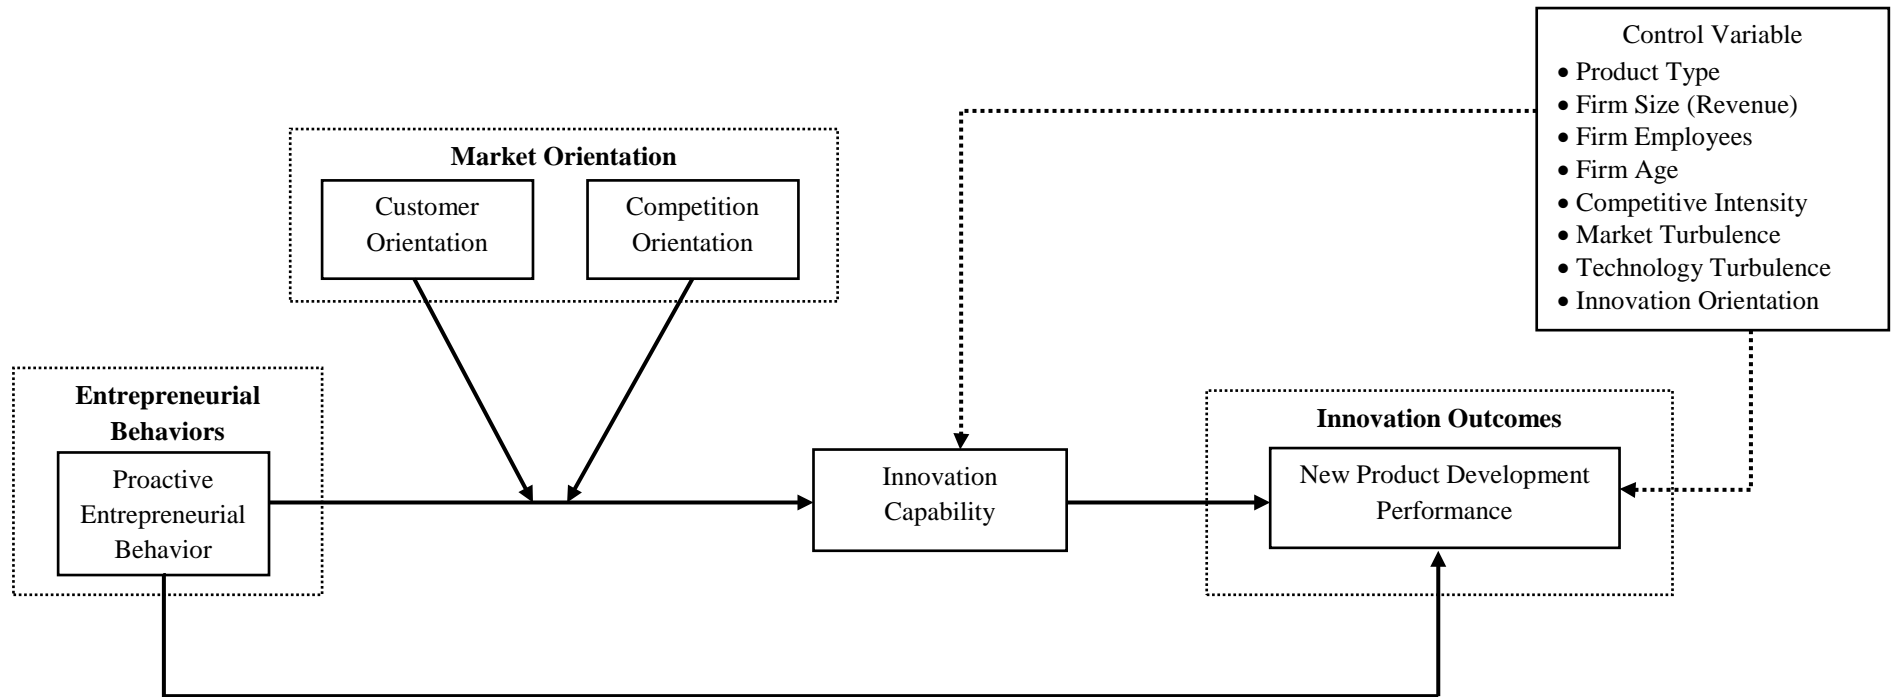 Control Variable
• Product Type
• Firm Size (Revenue)
• Firm Employees
• Firm Age
• Competitive Intensity
• Market Turbulence
• Technology Turbulence
• Innovation Orientation
Market Orientation
Customer
Orientation
Competition
Orientation
Entrepreneurial
Behaviors
Proactive
Entrepreneurial
Behavior
Innovation
Capability
Innovation Outcomes
New Product Development
Performance